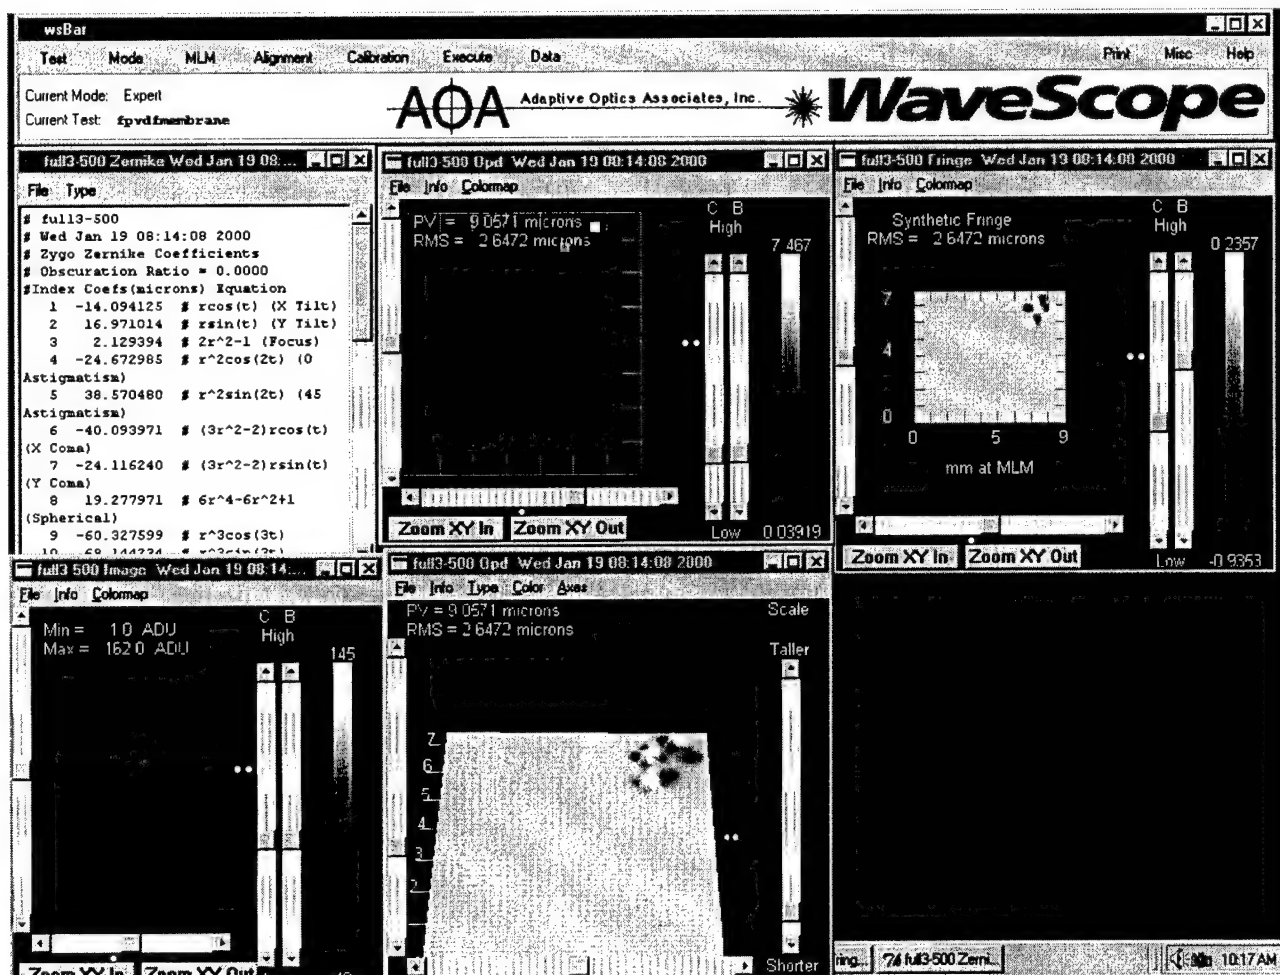 wsBar
Test Mode MLM Alignment Calibration Execute Data Print Misc Help
Current Mode: Expert
Current Test: fpvdfmembrane
AOA Adaptive Optics Associates, Inc. WaveScope
full3-500 Zernike Wed Jan 19 08:...
File Type
# full3-500
# Wed Jan 19 08:14:08 2000
# Zygo Zernike Coefficients
# Obscuration Ratio = 0.0000
#Index Coefs(microns) Equation
1 -14.094125 # rcos(t) (X Tilt)
2 16.971014 # rsin(t) (Y Tilt)
3 2.129394 # 2r^2-1 (Focus)
4 -24.672985 # r^2cos(2t) (0
Astigmatism)
5 38.570480 # r^2sin(2t) (45
Astigmatism)
6 -40.093971 # (3r^2-2)rcos(t)
(X Coma)
7 -24.116240 # (3r^2-2)rsin(t)
(Y Coma)
8 19.277971 # 6r^4-6r^2+1
(Spherical)
9 -60.327599 # r^3cos(3t)
10 68.144334 # r^3sin(3t)
full3-500 Opd Wed Jan 19 08:14:08 2000
File Info Colormap
PV = 9.0571 microns
RMS = 2.6472 microns
C B
High
7.467
Zoom XY In Zoom XY Out
Low 0.03919
full3-500 Fringe Wed Jan 19 08:14:08 2000
File Info Colormap
Synthetic Fringe
RMS = 2.6472 microns
C B
High
0.2357
7
4
0
0 5 9
mm at MLM
Zoom XY In Zoom XY Out
Low -0.9353
full3-500 Image Wed Jan 19 08:14:...
File Info Colormap
Min = 1.0 ADU
Max = 162.0 ADU
C B
High
145
Zoom XY In Zoom XY Out
full3-500 Opd Wed Jan 19 08:14:08 2000
File Info Type Color Axes
PV = 9.0571 microns
RMS = 2.6472 microns
Scale
Taller
7
6
5
4
3
2
Shorter
ring... full3-500 Zerni...
10:17 AM